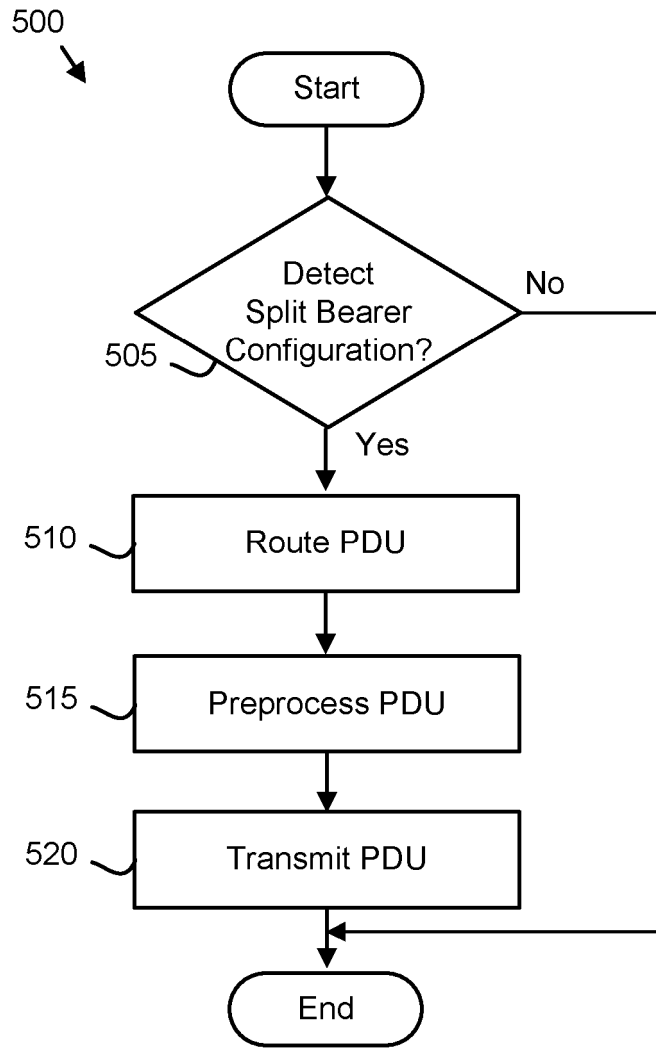 500
Start
Detect
Split Bearer
Configuration?
No
505
Yes
510
Route PDU
515
Preprocess PDU
520
Transmit PDU
End